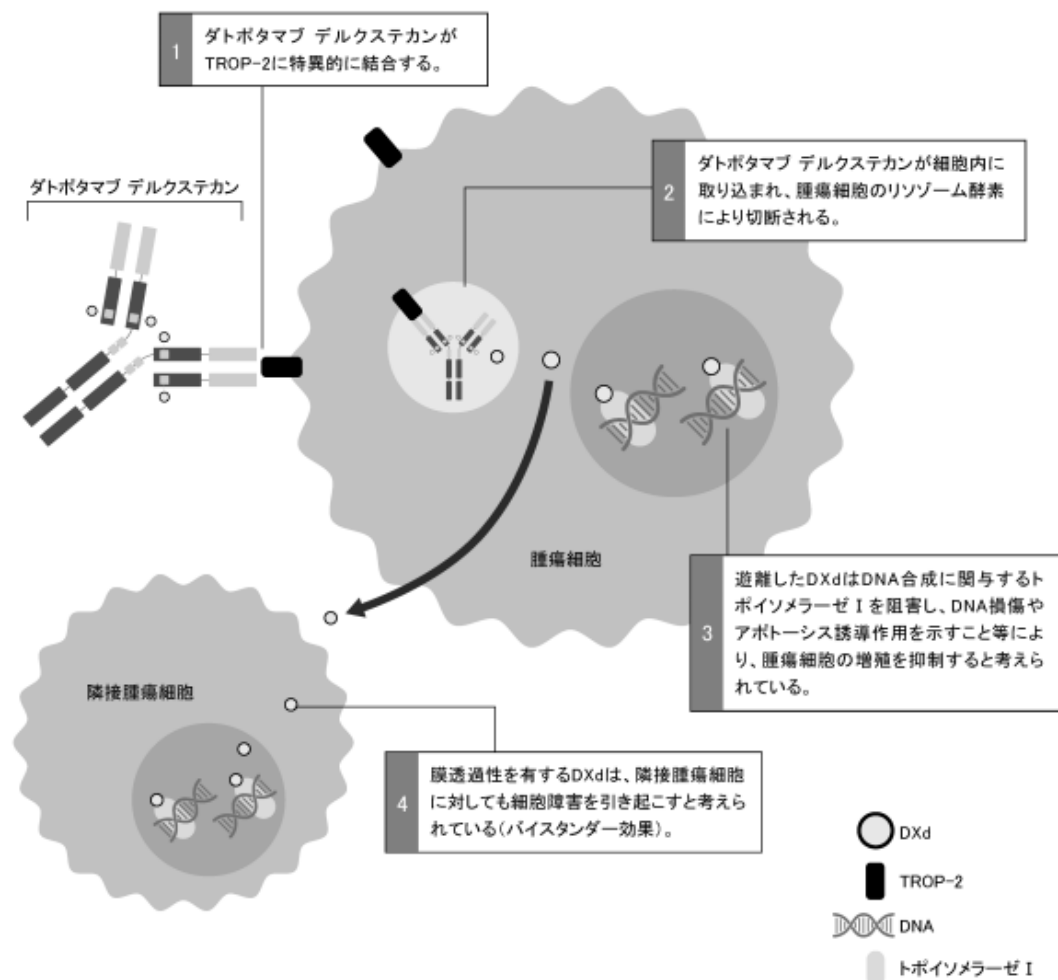 1
ダトポタマブ デルクステカンが
TROP-2に特異的に結合する。
ダトポタマブ デルクステカン
2
ダトポタマブ デルクステカンが細胞内に
取り込まれ、腫瘍細胞のリソゾーム酵素
により切断される。
腫瘍細胞
3
遊離したDXdはDNA合成に関与するト
ポイソメラーゼⅠを阻害し、DNA損傷や
アポトーシス誘導作用を示すこと等によ
り、腫瘍細胞の増殖を抑制すると考えら
れている。
隣接腫瘍細胞
4
膜透過性を有するDXdは、隣接腫瘍細胞
に対しても細胞障害を引き起こすと考えら
れている(バイスタンダー効果)。
DXd
TROP-2
DNA
トポイソメラーゼⅠ